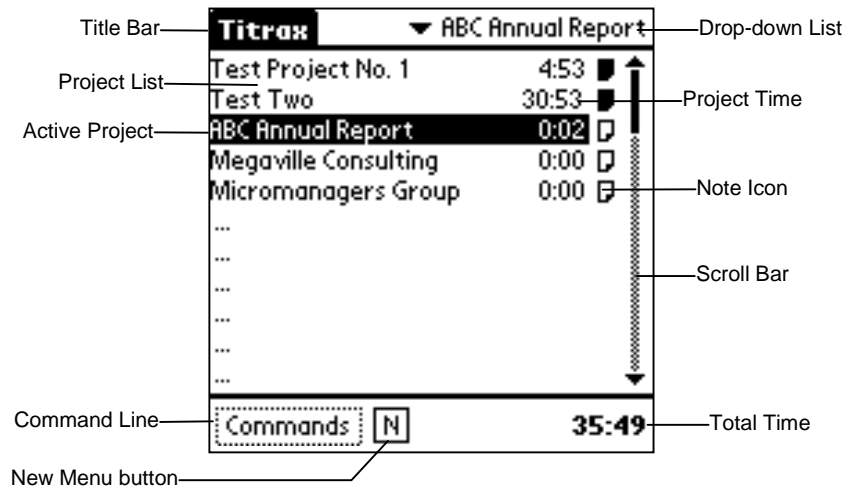 Title Bar Titrax ABC Annual Report Drop-down List
Project List Test Project No. 1 4:53
Test Two 30:53 Project Time
Active Project ABC Annual Report 0:02
Megaville Consulting 0:00
Micromanagers Group 0:00 Note Icon
...
...
... Scroll Bar
...
...
...
Command Line Commands N 35:49 Total Time
New Menu button